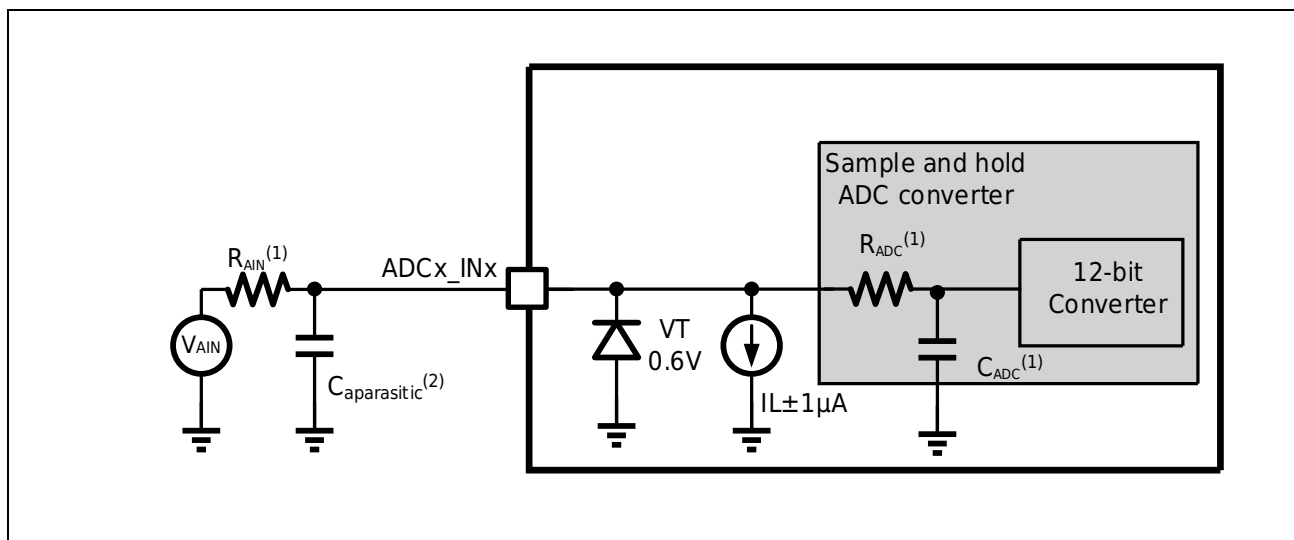 Sample and hold
ADC converter
R_ADC^(1)
12-bit
Converter
R_AIN^(1)
ADCx_INx
V_AIN
C_aparasitic^(2)
VT
0.6V
IL±1µA
C_ADC^(1)